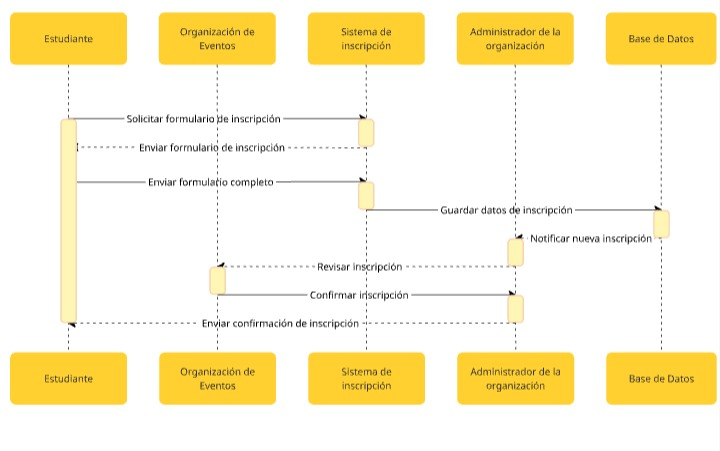 Estudiante
Organización de
Eventos
Sistema de
inscripción
Administrador de la
organización
Base de Datos
Solicitar formulario de inscripción
Enviar formulario de inscripción
Enviar formulario completo
Guardar datos de inscripción
Notificar nueva inscripción
Revisar inscripción
Confirmar inscripción
Enviar confirmación de inscripción
Estudiante
Organización de
Eventos
Sistema de
inscripción
Administrador de la
organización
Base de Datos